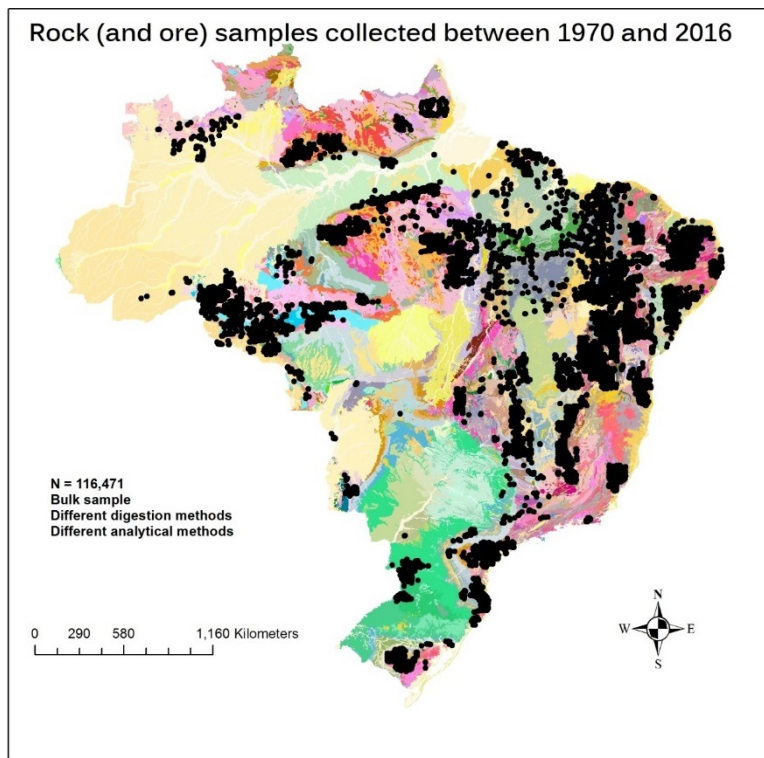 Rock (and ore) samples collected between 1970 and 2016
N = 116,471
Bulk sample
Different digestion methods
Different analytical methods
0 290 580 1,160 Kilometers
N
W E
S